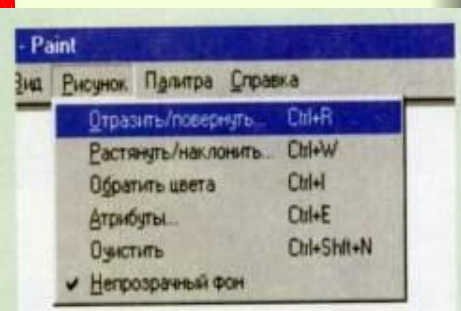 - Paint
Вид Рисунок Палитра Справка
Отразить/повернуть... Ctrl+R
Растянуть/наклонить... Ctrl+W
Обратить цвета Ctrl+I
Атрибуты... Ctrl+E
Очистить Ctrl+Shft+N
✓ Непрозрачный фон